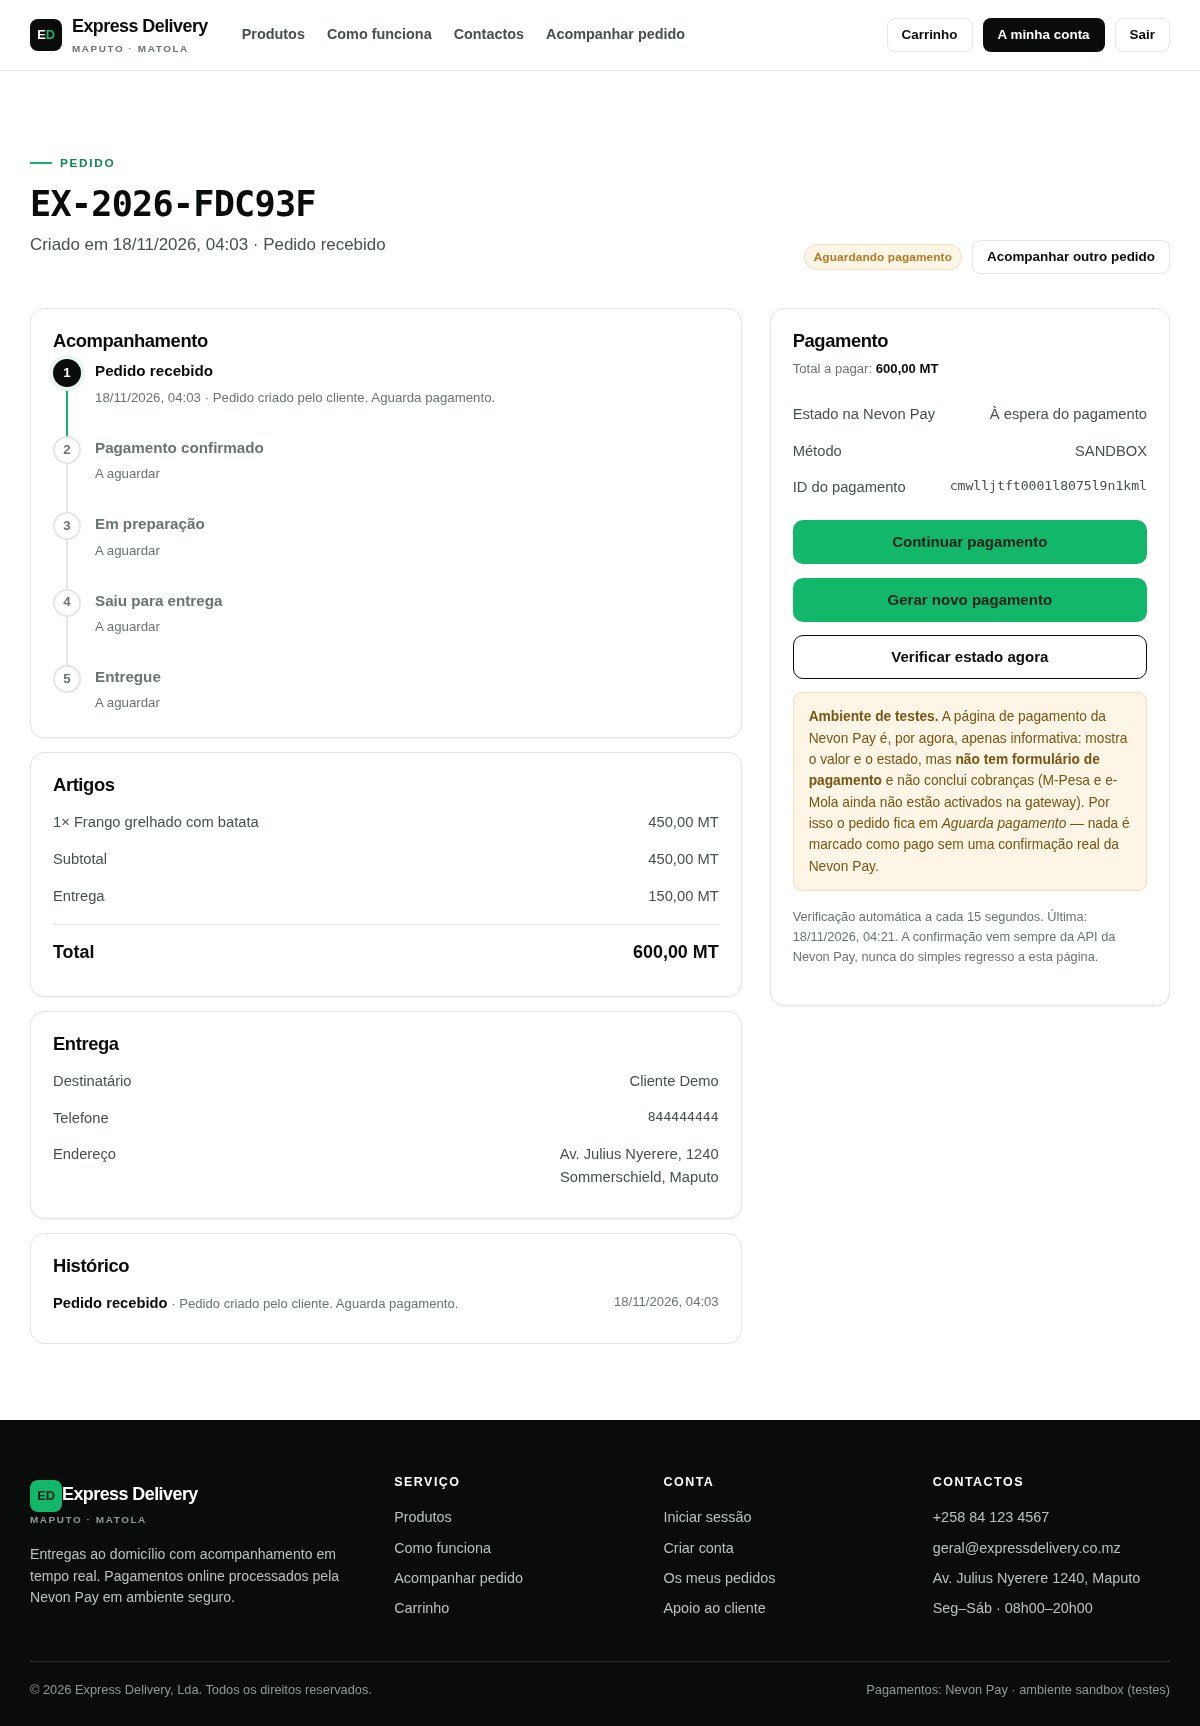 ED
Express Delivery
MAPUTO · MATOLA
Produtos
Como funciona
Contactos
Acompanhar pedido
Carrinho
A minha conta
Sair
PEDIDO
EX-2026-FDC93F
Criado em 18/11/2026, 04:03 · Pedido recebido
Aguardando pagamento
Acompanhar outro pedido
Acompanhamento
1
Pedido recebido
18/11/2026, 04:03 · Pedido criado pelo cliente. Aguarda pagamento.
2
Pagamento confirmado
A aguardar
3
Em preparação
A aguardar
4
Saiu para entrega
A aguardar
5
Entregue
A aguardar
Artigos
1× Frango grelhado com batata 450,00 MT
Subtotal 450,00 MT
Entrega 150,00 MT
Total 600,00 MT
Entrega
Destinatário Cliente Demo
Telefone 844444444
Endereço Av. Julius Nyerere, 1240
Sommerschield, Maputo
Histórico
Pedido recebido · Pedido criado pelo cliente. Aguarda pagamento. 18/11/2026, 04:03
Pagamento
Total a pagar: 600,00 MT
Estado na Nevon Pay À espera do pagamento
Método SANDBOX
ID do pagamento cmwlljtft0001l8075l9n1kml
Continuar pagamento
Gerar novo pagamento
Verificar estado agora
Ambiente de testes. A página de pagamento da
Nevon Pay é, por agora, apenas informativa: mostra
o valor e o estado, mas não tem formulário de
pagamento e não conclui cobranças (M-Pesa e e-
Mola ainda não estão activados na gateway). Por
isso o pedido fica em Aguarda pagamento — nada é
marcado como pago sem uma confirmação real da
Nevon Pay.
Verificação automática a cada 15 segundos. Última:
18/11/2026, 04:21. A confirmação vem sempre da API da
Nevon Pay, nunca do simples regresso a esta página.
ED
Express Delivery
MAPUTO · MATOLA
Entregas ao domicílio com acompanhamento em
tempo real. Pagamentos online processados pela
Nevon Pay em ambiente seguro.
SERVIÇO
Produtos
Como funciona
Acompanhar pedido
Carrinho
CONTA
Iniciar sessão
Criar conta
Os meus pedidos
Apoio ao cliente
CONTACTOS
+258 84 123 4567
geral@expressdelivery.co.mz
Av. Julius Nyerere 1240, Maputo
Seg–Sáb · 08h00–20h00
© 2026 Express Delivery, Lda. Todos os direitos reservados.
Pagamentos: Nevon Pay · ambiente sandbox (testes)